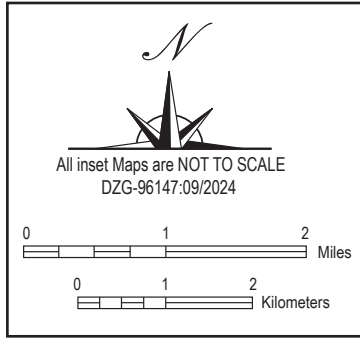 N
All inset Maps are NOT TO SCALE
DZG-96147:09/2024
0 1 2
Miles
0 1 2
Kilometers